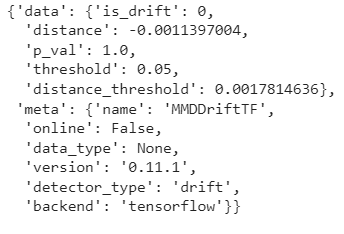 {'data': {'is_drift': 0,
'distance': -0.0011397004,
'p_val': 1.0,
'threshold': 0.05,
'distance_threshold': 0.0017814636},
'meta': {'name': 'MMDDriftTF',
'online': False,
'data_type': None,
'version': '0.11.1',
'detector_type': 'drift',
'backend': 'tensorflow'}}